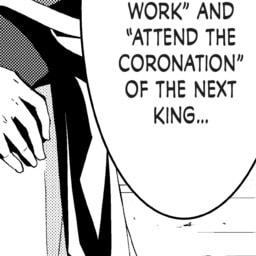 WORK” AND
“ATTEND THE
CORONATION”
OF THE NEXT
KING...